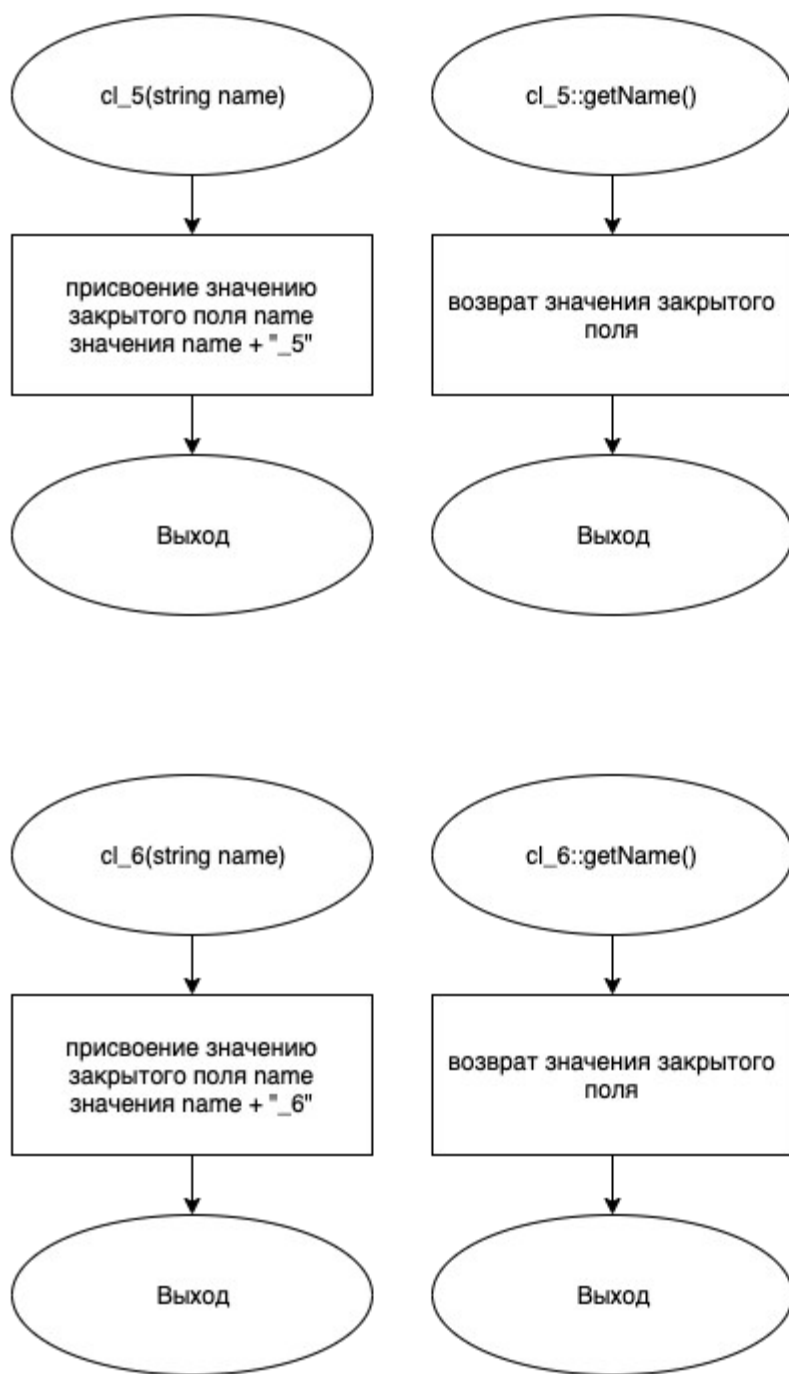 cl_5(string name)
cl_5::getName()
присвоение значению
закрытого поля name
значения name + "_5"
возврат значения закрытого
поля
Выход
Выход
cl_6(string name)
cl_6::getName()
присвоение значению
закрытого поля name
значения name + "_6"
возврат значения закрытого
поля
Выход
Выход